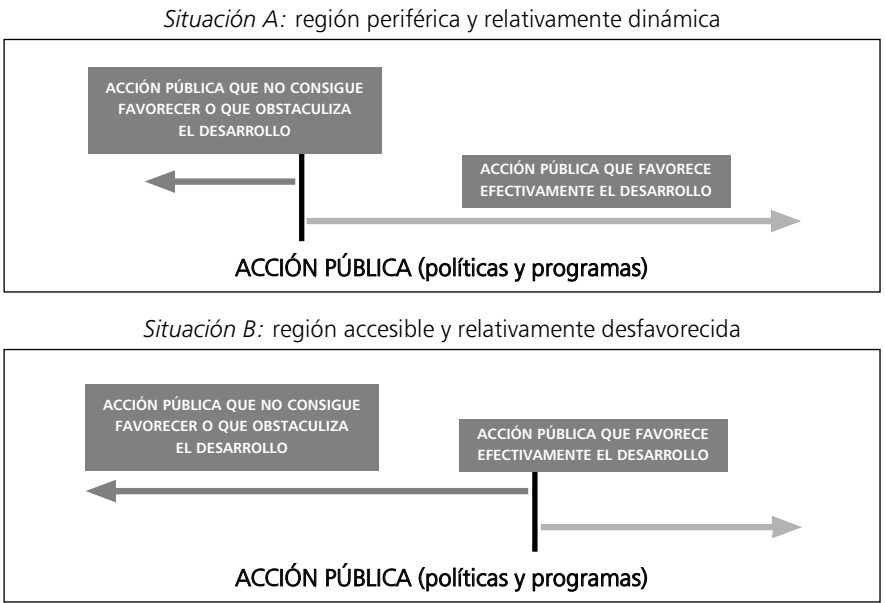 Situación A: región periférica y relativamente dinámica
ACCIÓN PÚBLICA QUE NO CONSIGUE
FAVORECER O QUE OBSTACULIZA
EL DESARROLLO
ACCIÓN PÚBLICA QUE FAVORECE
EFECTIVAMENTE EL DESARROLLO
ACCIÓN PÚBLICA (políticas y programas)
Situación B: región accesible y relativamente desfavorecida
ACCIÓN PÚBLICA QUE NO CONSIGUE
FAVORECER O QUE OBSTACULIZA
EL DESARROLLO
ACCIÓN PÚBLICA QUE FAVORECE
EFECTIVAMENTE EL DESARROLLO
ACCIÓN PÚBLICA (políticas y programas)